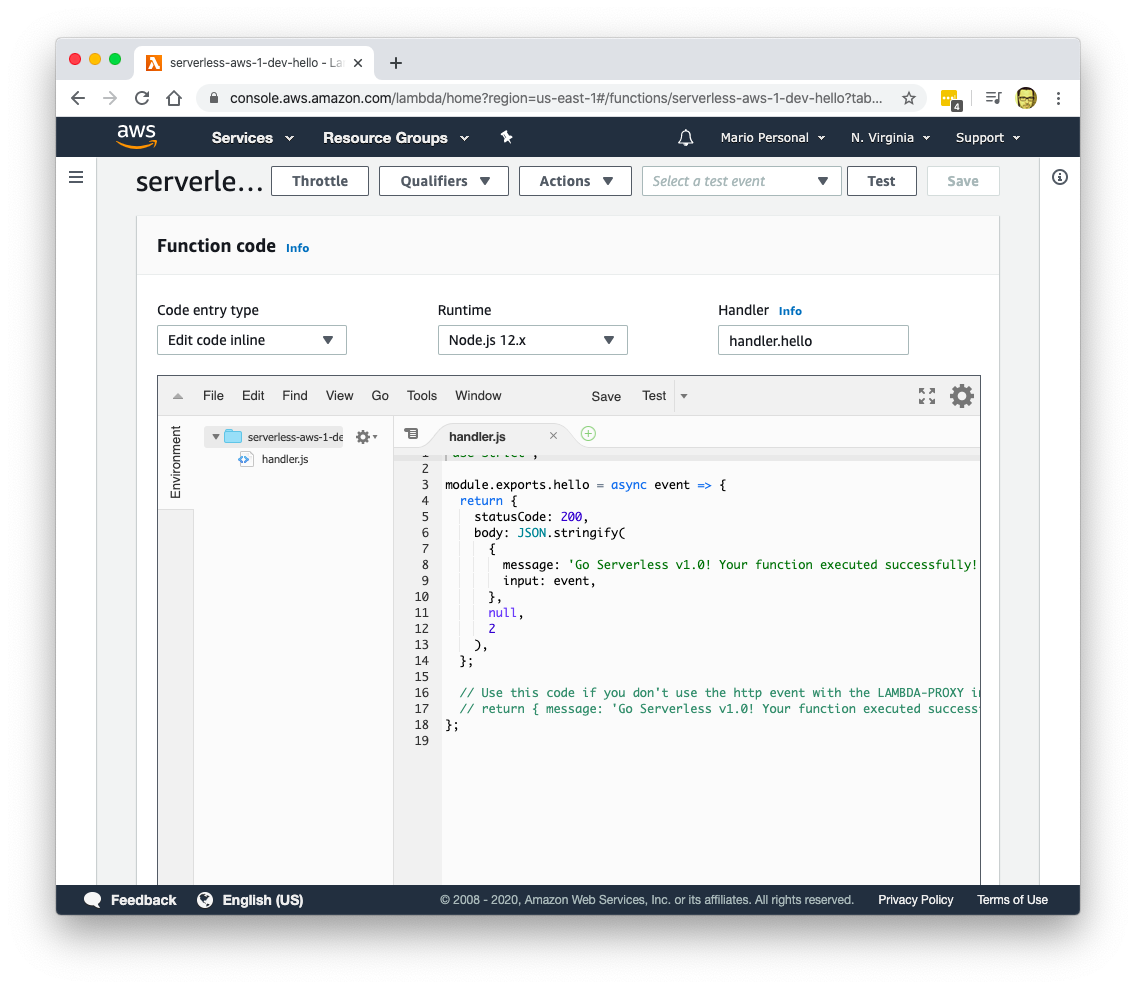 serverless-aws-1-dev-hello - La
console.aws.amazon.com/lambda/home?region=us-east-1#/functions/serverless-aws-1-dev-hello?tab...
4
aws Services Resource Groups Mario Personal N. Virginia Support
serverle... Throttle Qualifiers Actions Select a test event Test Save
Function code Info
Code entry type Runtime Handler Info
Edit code inline Node.js 12.x handler.hello
File Edit Find View Go Tools Window Save Test
Environment
serverless-aws-1-de
handler.js
handler.js
1 'use strict';
2
3 module.exports.hello = async event => {
4 return {
5 statusCode: 200,
6 body: JSON.stringify(
7 {
8 message: 'Go Serverless v1.0! Your function executed successfully!
9 input: event,
10 },
11 null,
12 2
13 ),
14 };
15
16 // Use this code if you don't use the http event with the LAMBDA-PROXY in
17 // return { message: 'Go Serverless v1.0! Your function executed success
18 };
19
Feedback English (US) © 2008 - 2020, Amazon Web Services, Inc. or its affiliates. All rights reserved. Privacy Policy Terms of Use